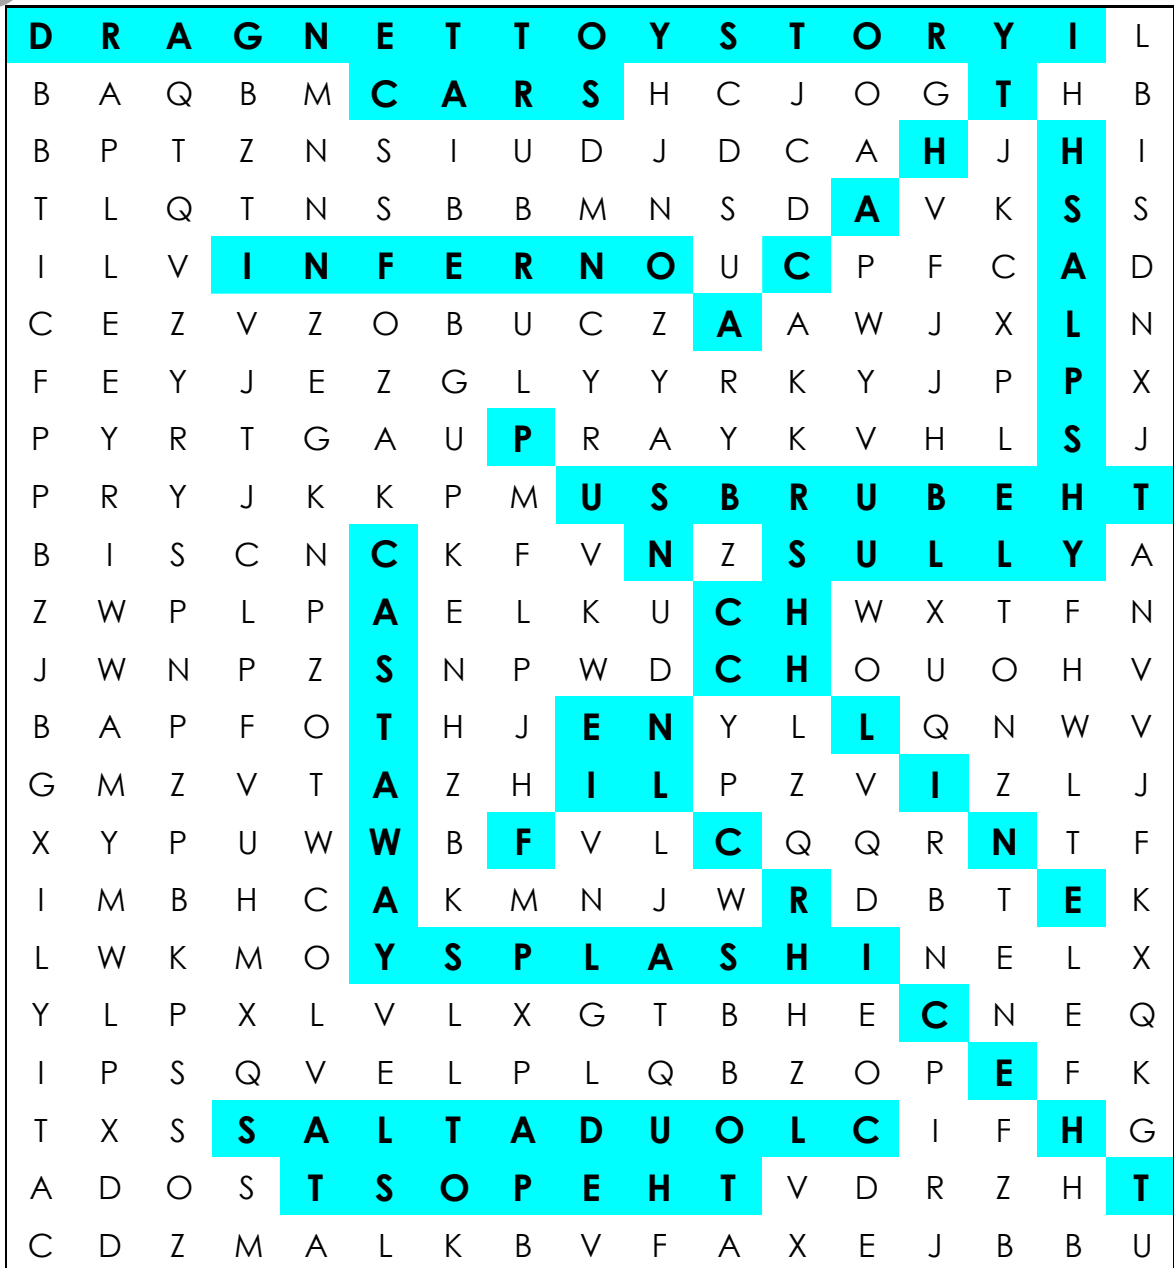 D R A G N E T T O Y S T O R Y I L
B A Q B M C A R S H C J O G T H B
B P T Z N S I U D J D C A H J H I
T L Q T N S B B M N S D A V K S S
I L V I N F E R N O U C P F C A D
C E Z V Z O B U C Z A A W J X L N
F E Y J E Z G L Y Y R K Y J P P X
P Y R T G A U P R A Y K V H L S J
P R Y J K K P M U S B R U B E H T
B I S C N C K F V N Z S U L L Y A
Z W P L P A E L K U C H W X T F N
J W N P Z S N P W D C H O U O H V
B A P F O T H J E N Y L L Q N W V
G M Z V T A Z H I L P Z V I Z L J
X Y P U W W B F V L C Q Q R N T F
I M B H C A K M N J W R D B T E K
L W K M O Y S P L A S H I N E L X
Y L P X L V L X G T B H E C N E Q
I P S Q V E L P L Q B Z O P E F K
T X S S A L T A D U O L C I F H G
A D O S T S O P E H T V D R Z H T
C D Z M A L K B V F A X E J B B U